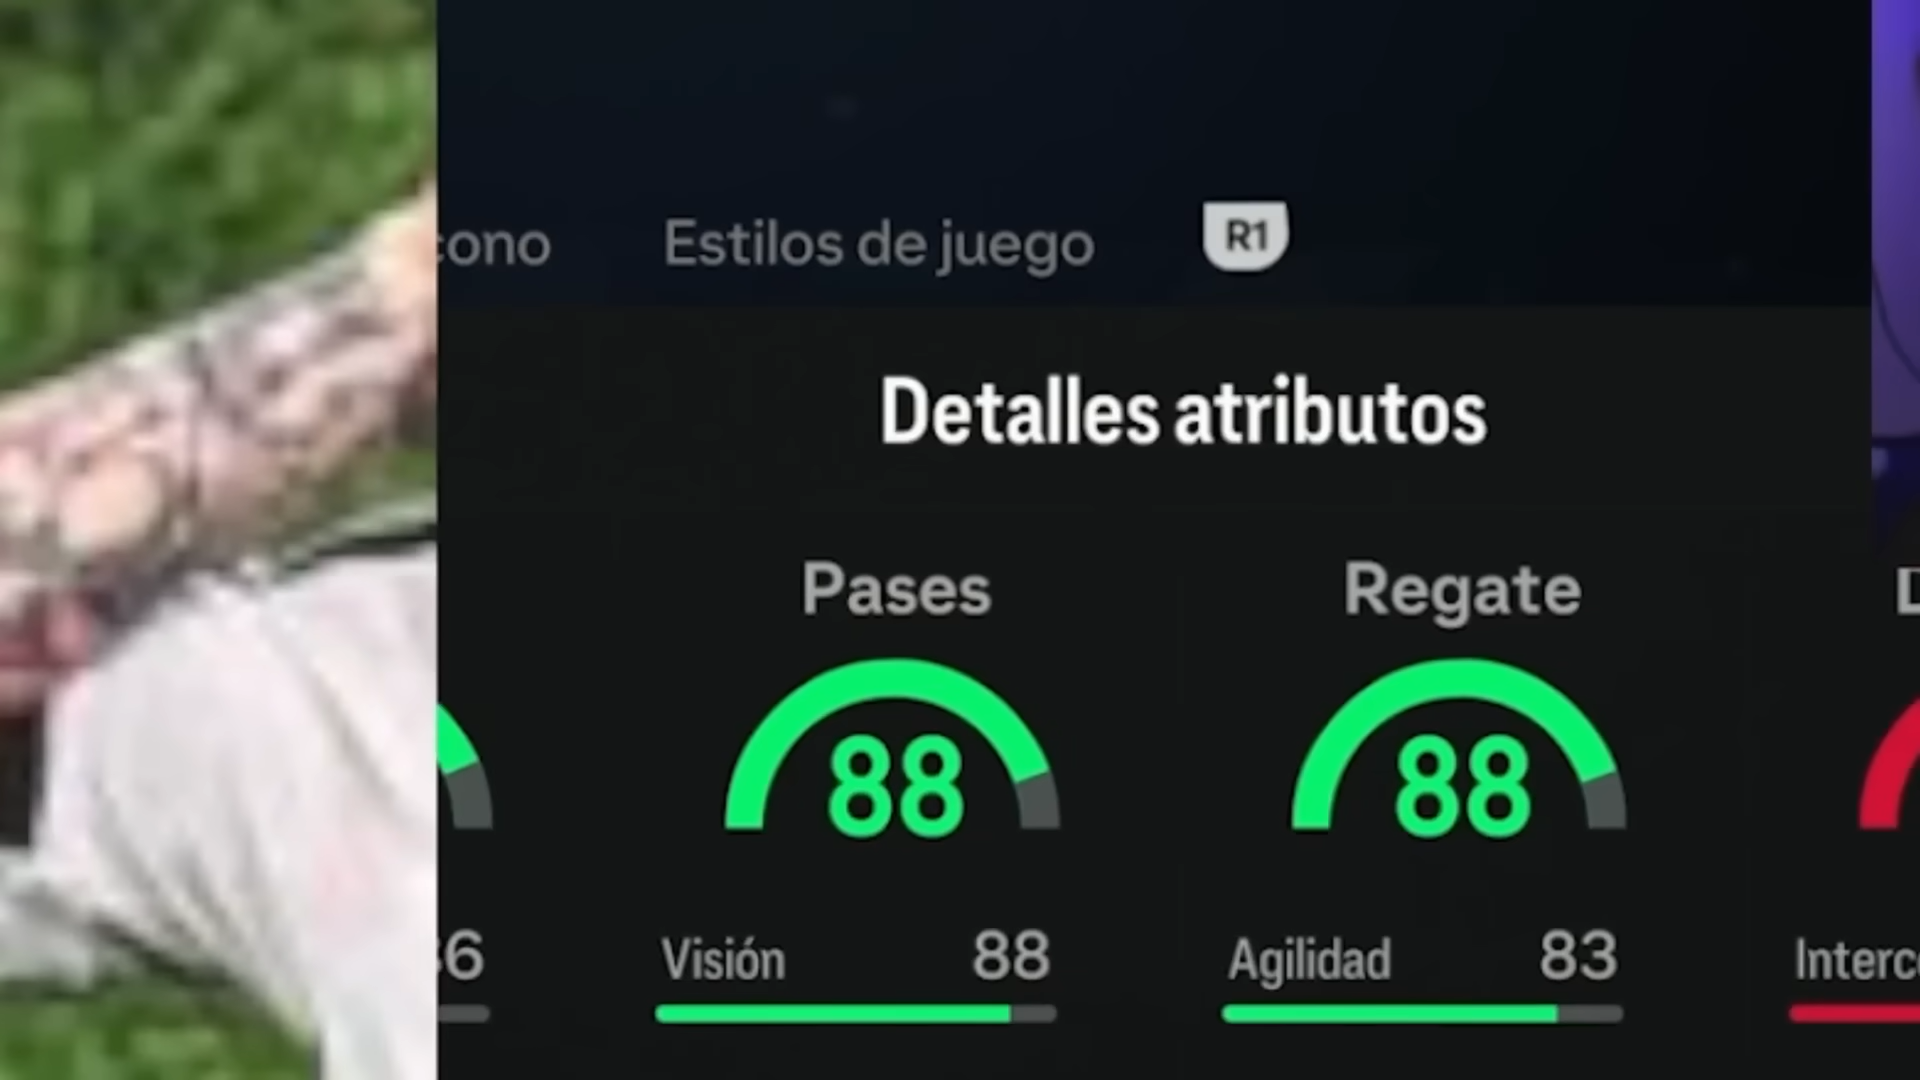 Estilos de juego R1
Detalles atributos
Pases Regate
88 88
Visión 88 Agilidad 83